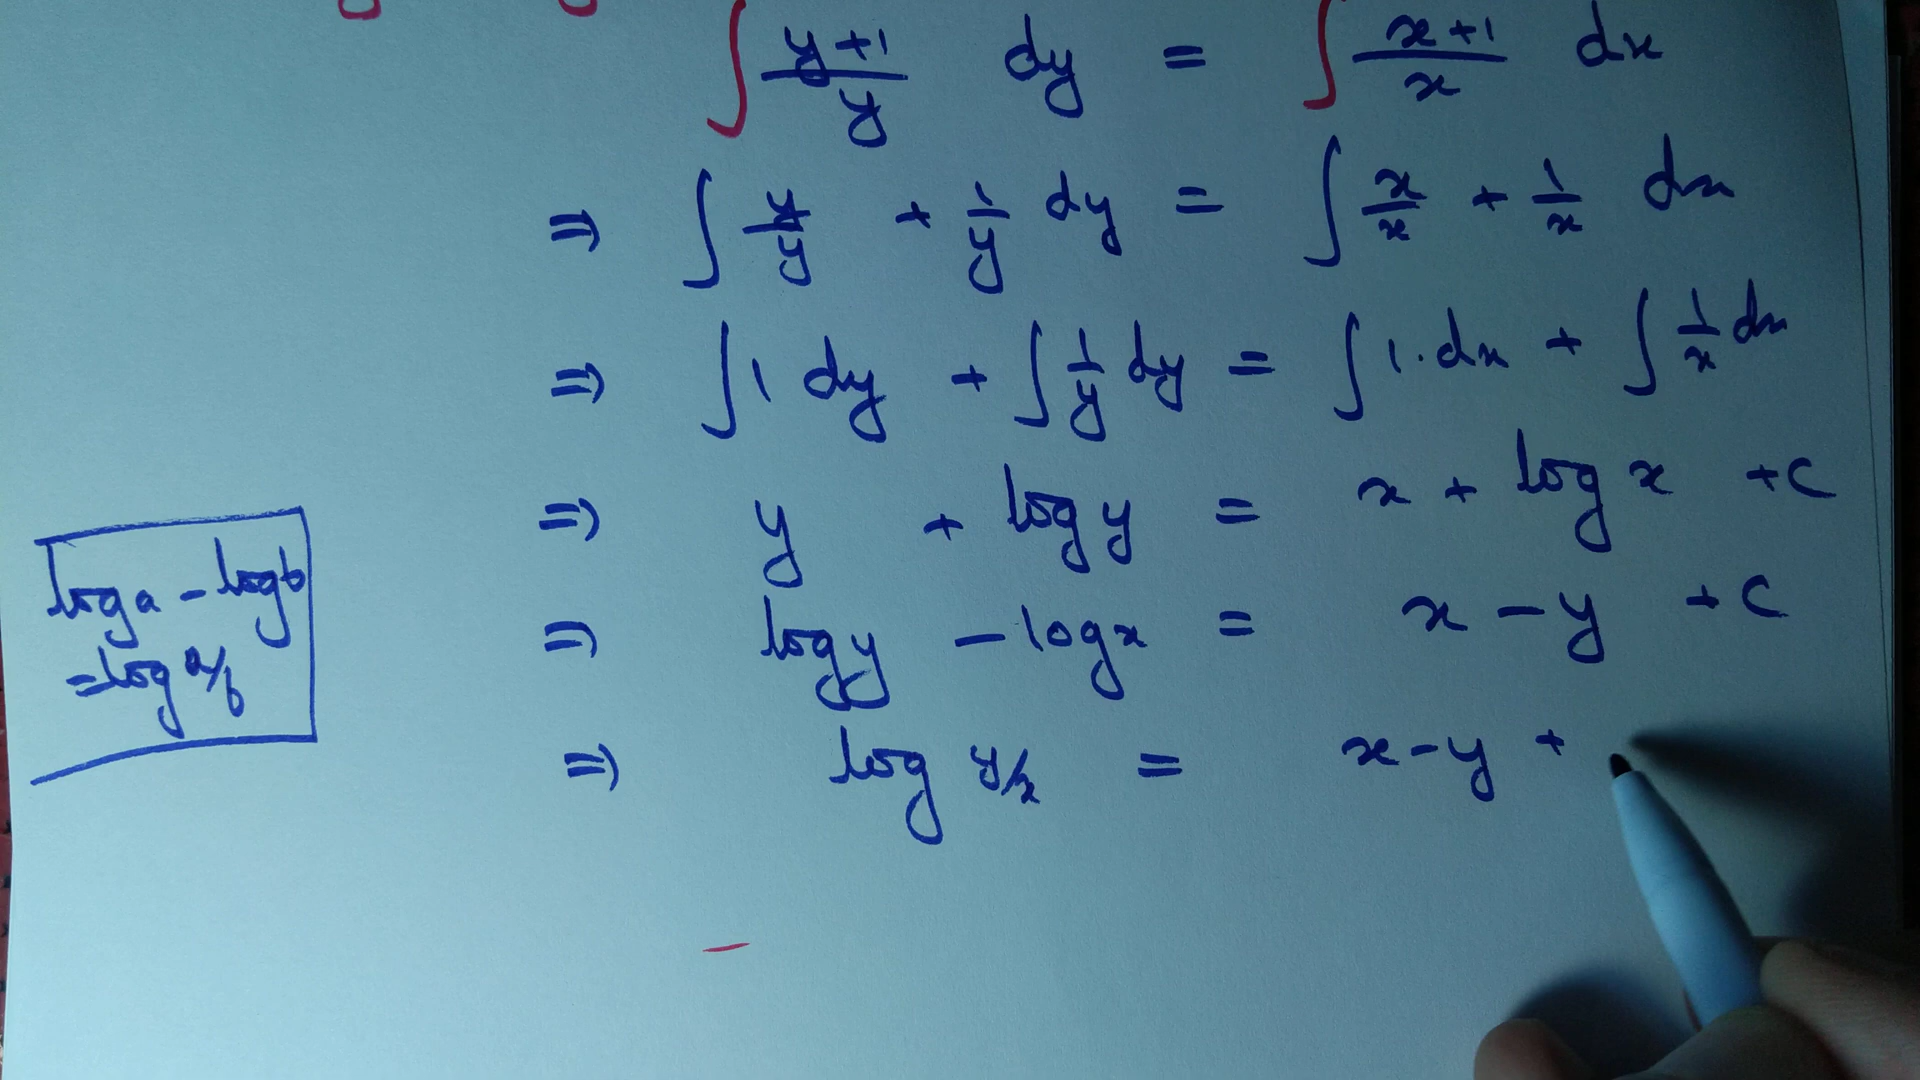 ∫ y+1/y dy = ∫ x+1/x dx
⇒ ∫ y/y + 1/y dy = ∫ x/x + 1/x dx
⇒ ∫ 1 dy + ∫ 1/y dy = ∫ 1. dx + ∫ 1/x dx
⇒ y + log y = x + log x + c
⇒ log y - log x = x - y + c
⇒ log y/x = x - y +
log a - log b
= log a/b